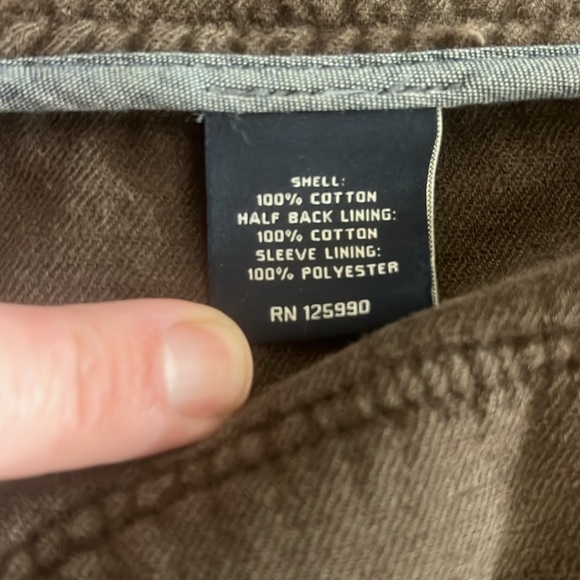 SHELL:
100% COTTON
HALF BACK LINING:
100% COTTON
SLEEVE LINING:
100% POLYESTER
RN 125990